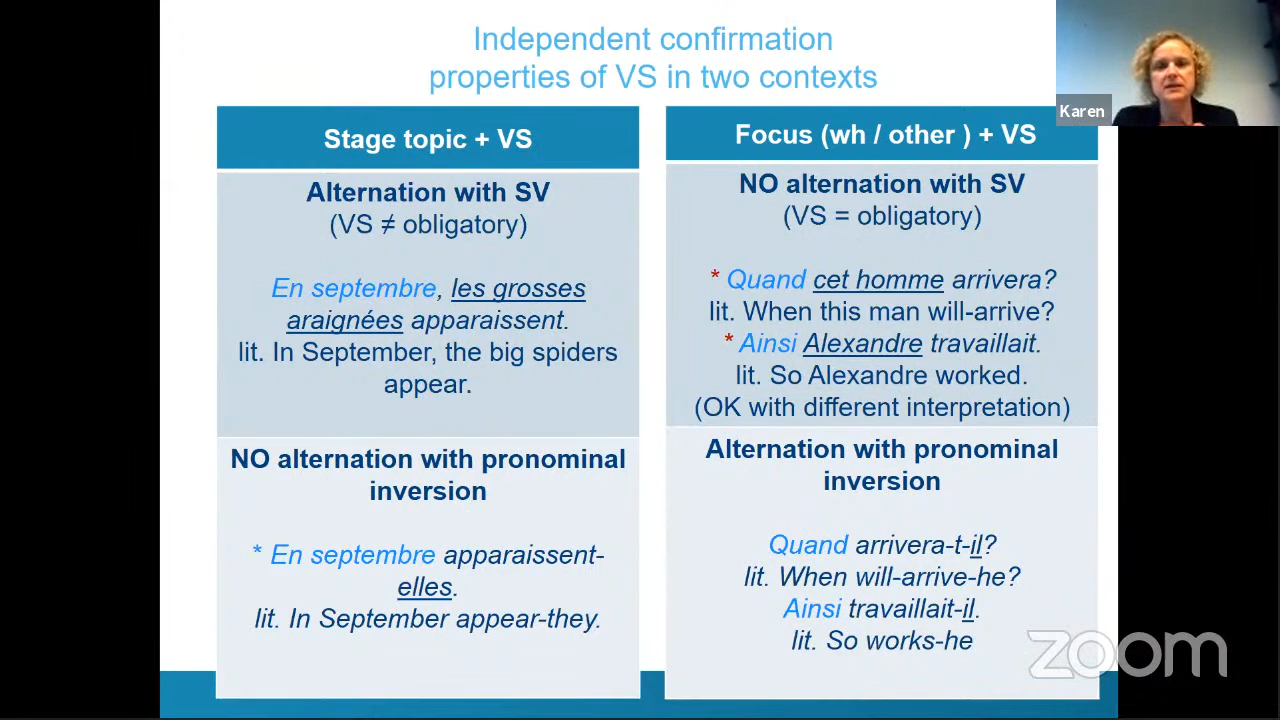 Independent confirmation
properties of VS in two contexts
Karen
Stage topic + VS
Alternation with SV
(VS ≠ obligatory)
En septembre, les grosses
araignées apparaissent.
lit. In September, the big spiders
appear.
NO alternation with pronominal
inversion
* En septembre apparaissent-
elles.
lit. In September appear-they.
Focus (wh / other ) + VS
NO alternation with SV
(VS = obligatory)
* Quand cet homme arrivera?
lit. When this man will-arrive?
* Ainsi Alexandre travaillait.
lit. So Alexandre worked.
(OK with different interpretation)
Alternation with pronominal
inversion
Quand arrivera-t-il?
lit. When will-arrive-he?
Ainsi travaillait-il.
lit. So works-he
zoom